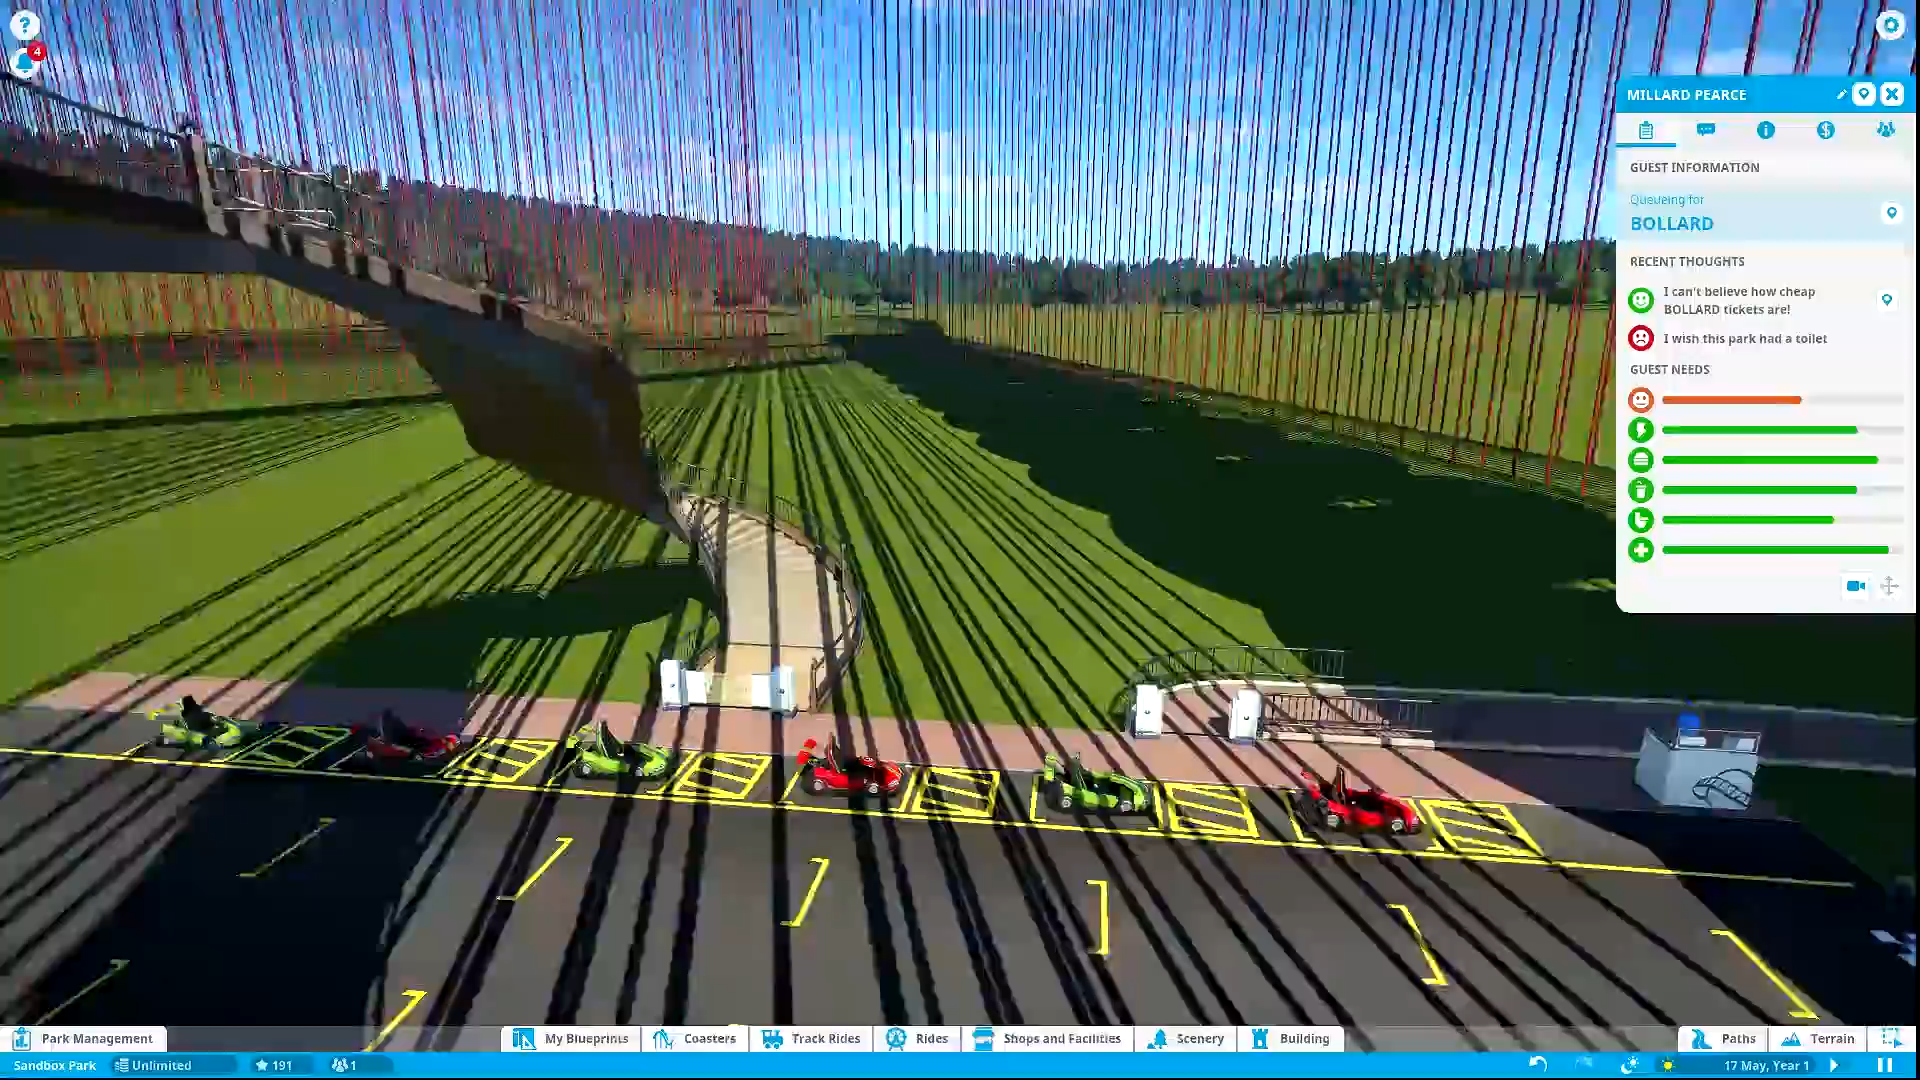 ?
4
MILLARD PEARCE
GUEST INFORMATION
Queueing for
BOLLARD
RECENT THOUGHTS
I can't believe how cheap
BOLLARD tickets are!
I wish this park had a toilet
GUEST NEEDS
Park Management
My Blueprints
Coasters
Track Rides
Rides
Shops and Facilities
Scenery
Building
Paths
Terrain
Sandbox Park
Unlimited
191
1
17 May, Year 1